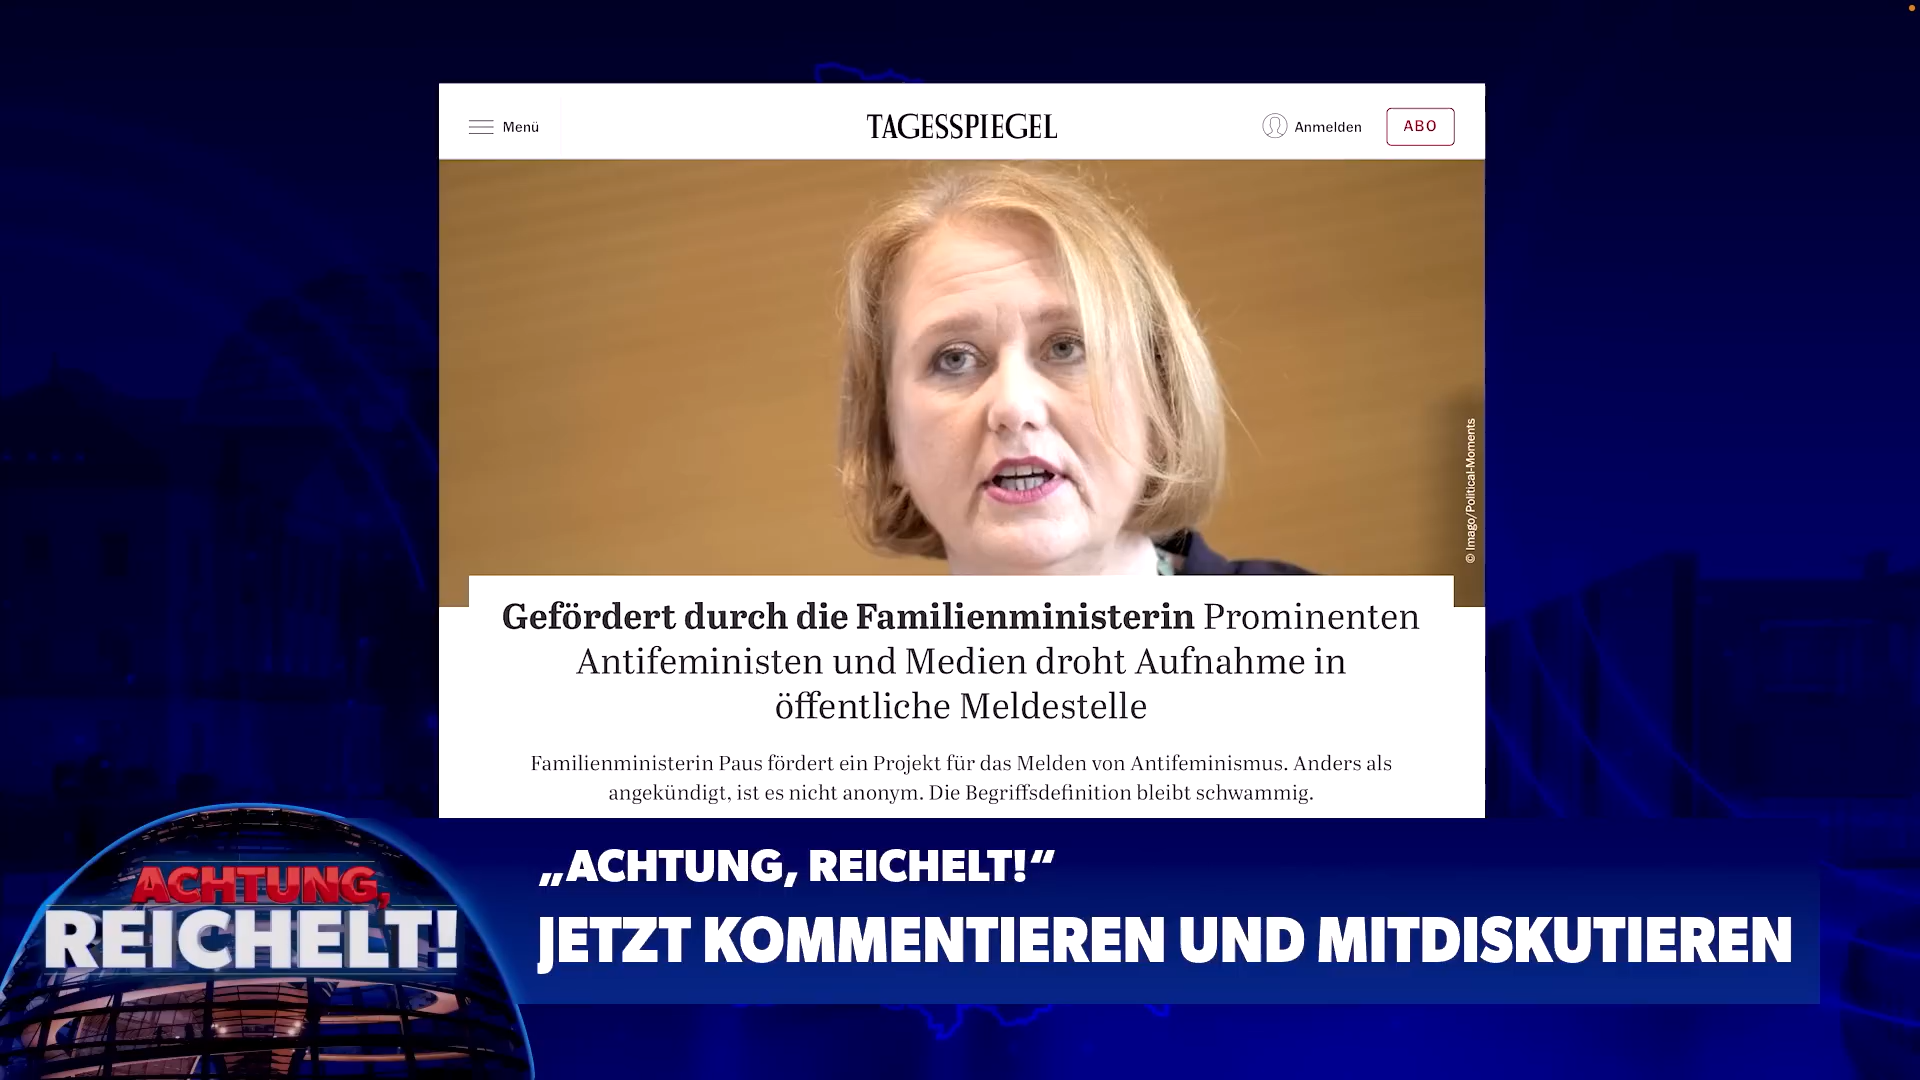 Menü
TAGESSPIEGEL
Anmelden
ABO
© Imago/Political-Moments
Gefördert durch die Familienministerin Prominenten
Antifeministen und Medien droht Aufnahme in
öffentliche Meldestelle
Familienministerin Paus fördert ein Projekt für das Melden von Antifeminismus. Anders als
angekündigt, ist es nicht anonym. Die Begriffsdefinition bleibt schwammig.
ACHTUNG,
REICHELT!
„ACHTUNG, REICHELT!“
JETZT KOMMENTIEREN UND MITDISKUTIEREN